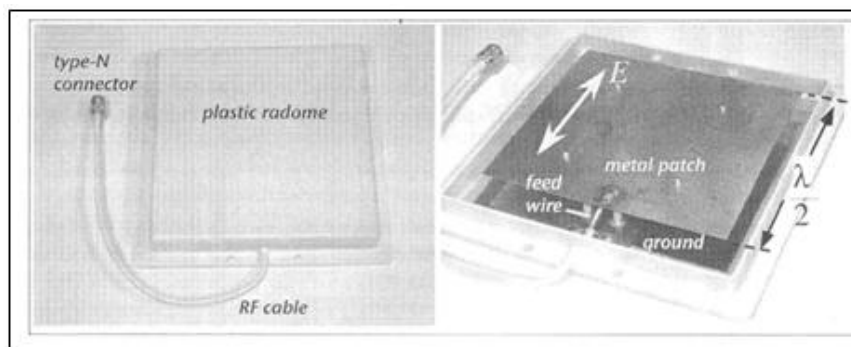 type-N
connector
plastic radome
RF cable
E
metal patch
feed
wire
ground
λ
2